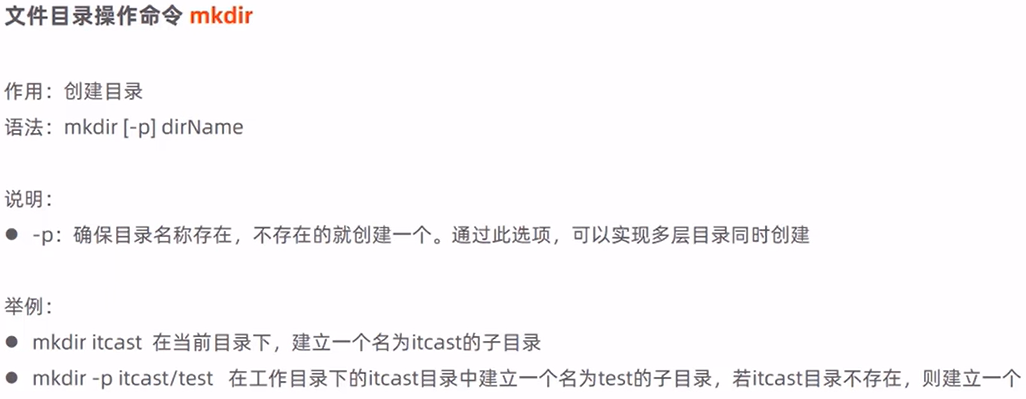 文件目录操作命令 mkdir
作用：创建目录
语法：mkdir [-p] dirName
说明：
● -p：确保目录名称存在，不存在的就创建一个。通过此选项，可以实现多层目录同时创建
举例：
● mkdir itcast 在当前目录下，建立一个名为itcast的子目录
● mkdir -p itcast/test 在工作目录下的itcast目录中建立一个名为test的子目录，若itcast目录不存在，则建立一个